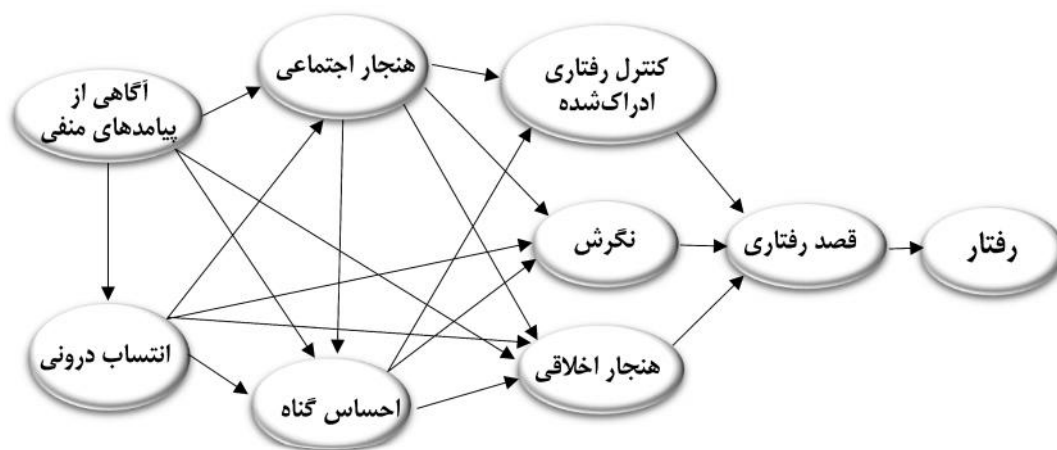 هنجار اجتماعی
کنترل رفتاری
ادراک‌شده
آگاهی از
پیامدهای منفی
نگرش
قصد رفتاری
رفتار
انتساب درونی
هنجار اخلاقی
احساس گناه